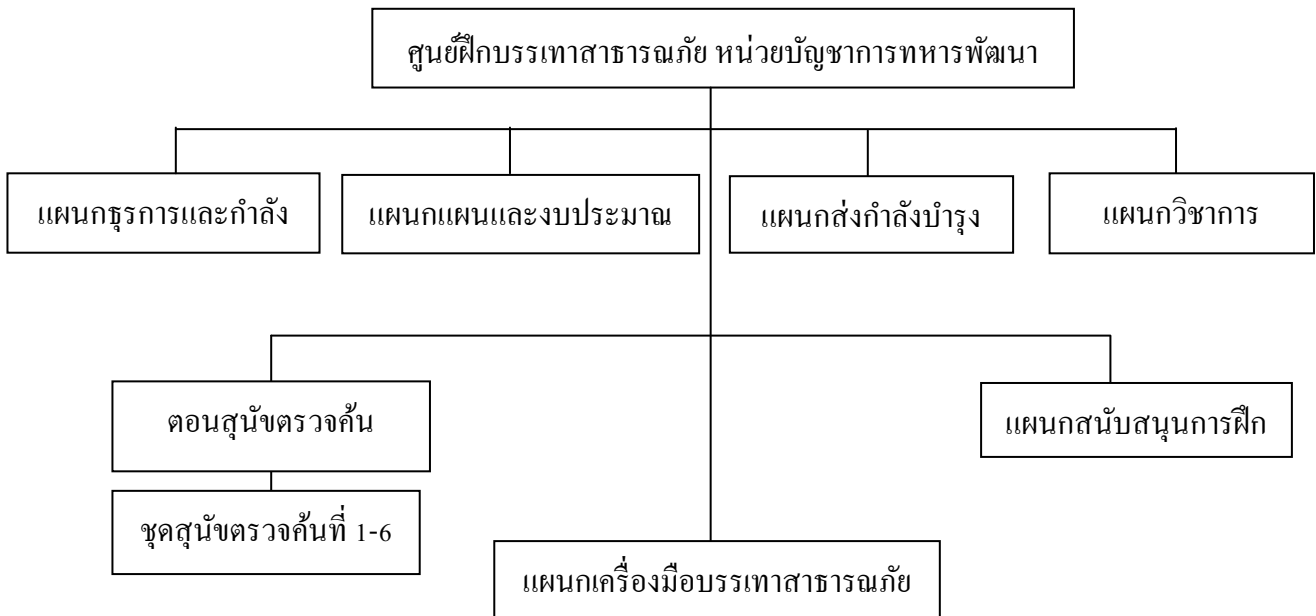 ศูนย์ฝึกบรรเทาสาธารณภัย หน่วยบัญชาการทหารพัฒนา
แผนกธุรการและกำลัง
แผนกแผนและงบประมาณ
แผนกส่งกำลังบำรุง
แผนกวิชาการ
ตอนสุนัขตรวจค้น
แผนกสนับสนุนการฝึก
ชุดสุนัขตรวจค้นที่ 1-6
แผนกเครื่องมือบรรเทาสาธารณภัย